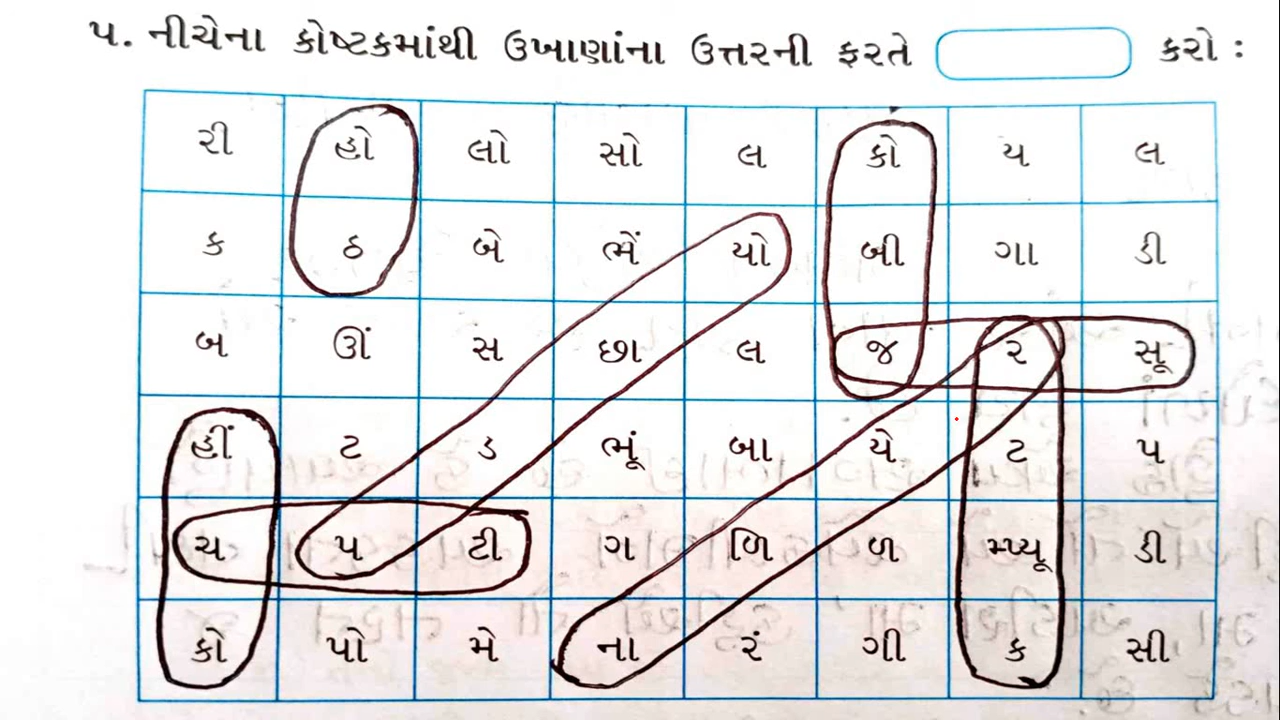 ૫. નીચેના કોષ્ટકમાંથી ઉખાણાંના ઉત્તરની ફરતે કરો :
રી હો લો સો લ કો ય લ
ક ઠ બે ભેં યો બી ગા ડી
બ ઊં સ છા લ જ ર સૂ
હીં ટ ડ ભૂં બા યે ટ પ
ચ પ ટી ગ ળિ ળ મ્પ્યૂ ડી
કો પો મે ના રં ગી ક સી